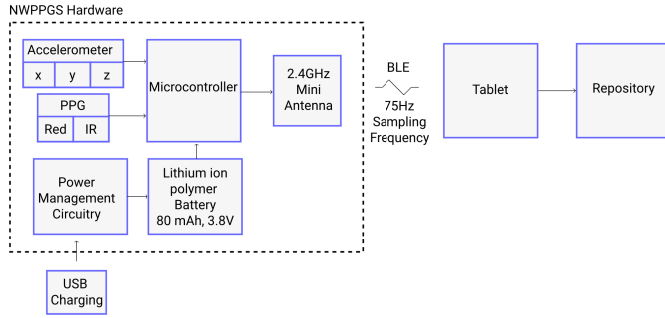 NWPPGS Hardware
Accelerometer
x y z
PPG
Red IR
Microcontroller
2.4GHz
Mini
Antenna
Power
Management
Circuitry
Lithium ion
polymer
Battery
80 mAh, 3.8V
USB
Charging
BLE
75Hz
Sampling
Frequency
Tablet
Repository